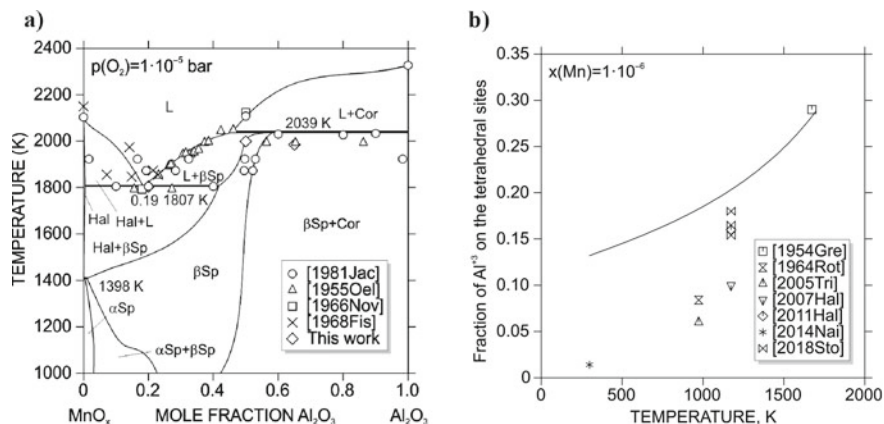 a)
p(O₂)=1·10⁻⁵ bar
TEMPERATURE (K)
2400
2200
2000
1800
1600
1400
1200
1000
L
L+Cor
2039 K
L+βSp
0.19 1807 K
Hal
Hal+L
Hal+βSp
βSp
βSp+Cor
1398 K
αSp
αSp+βSp
[1981Jac]
[1955Oel]
[1966Nov]
[1968Fis]
This work
0 0.2 0.4 0.6 0.8 1.0
MnOₓ MOLE FRACTION Al₂O₃ Al₂O₃
b)
x(Mn)=1·10⁻⁶
Fraction of Al⁺³ on the tetrahedral sites
0.35
0.30
0.25
0.20
0.15
0.10
0.05
0
[1954Gre]
[1964Rot]
[2005Tri]
[2007Hal]
[2011Hal]
[2014Nai]
[2018Sto]
0 500 1000 1500 2000
TEMPERATURE, K